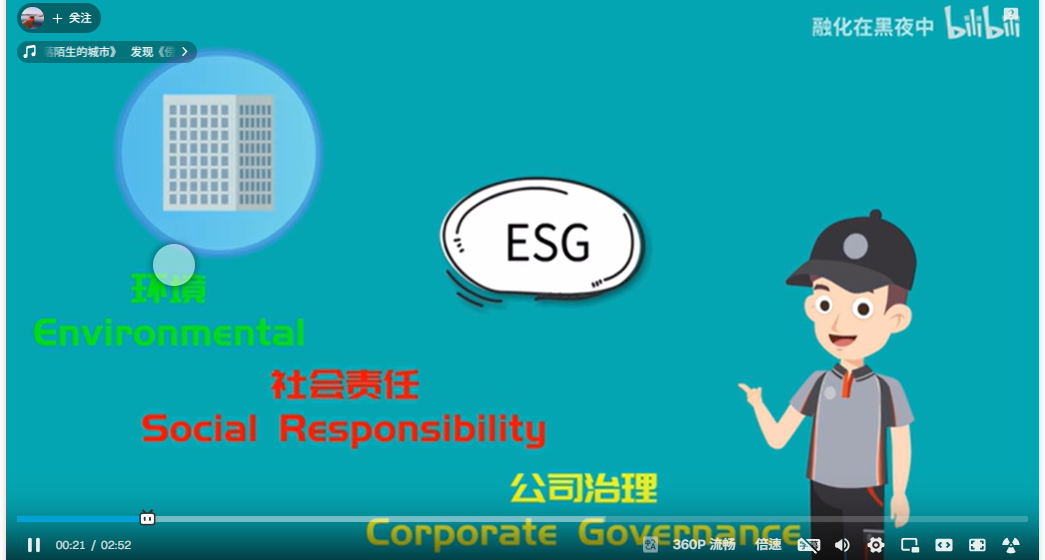 + 关注
融化在黑夜中 bilibili
陌生的城市》 发现《
ESG
环境
Environmental
社会责任
Social Responsibility
公司治理
Corporate Governance
00:21 / 02:52
360P 流畅 倍速